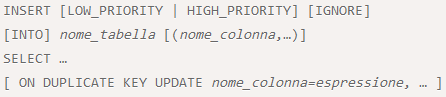 INSERT [LOW_PRIORITY | HIGH_PRIORITY] [IGNORE]
[INTO] nome_tabella [(nome_colonna,…)]
SELECT …
[ ON DUPLICATE KEY UPDATE nome_colonna=espressione, … ]